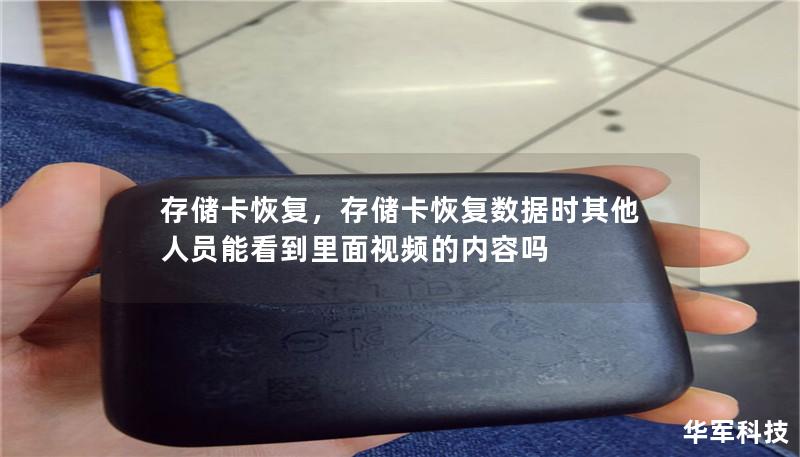 存储卡恢复，存储卡恢复数据时其他
人员能看到里面视频的内容吗
华军科技